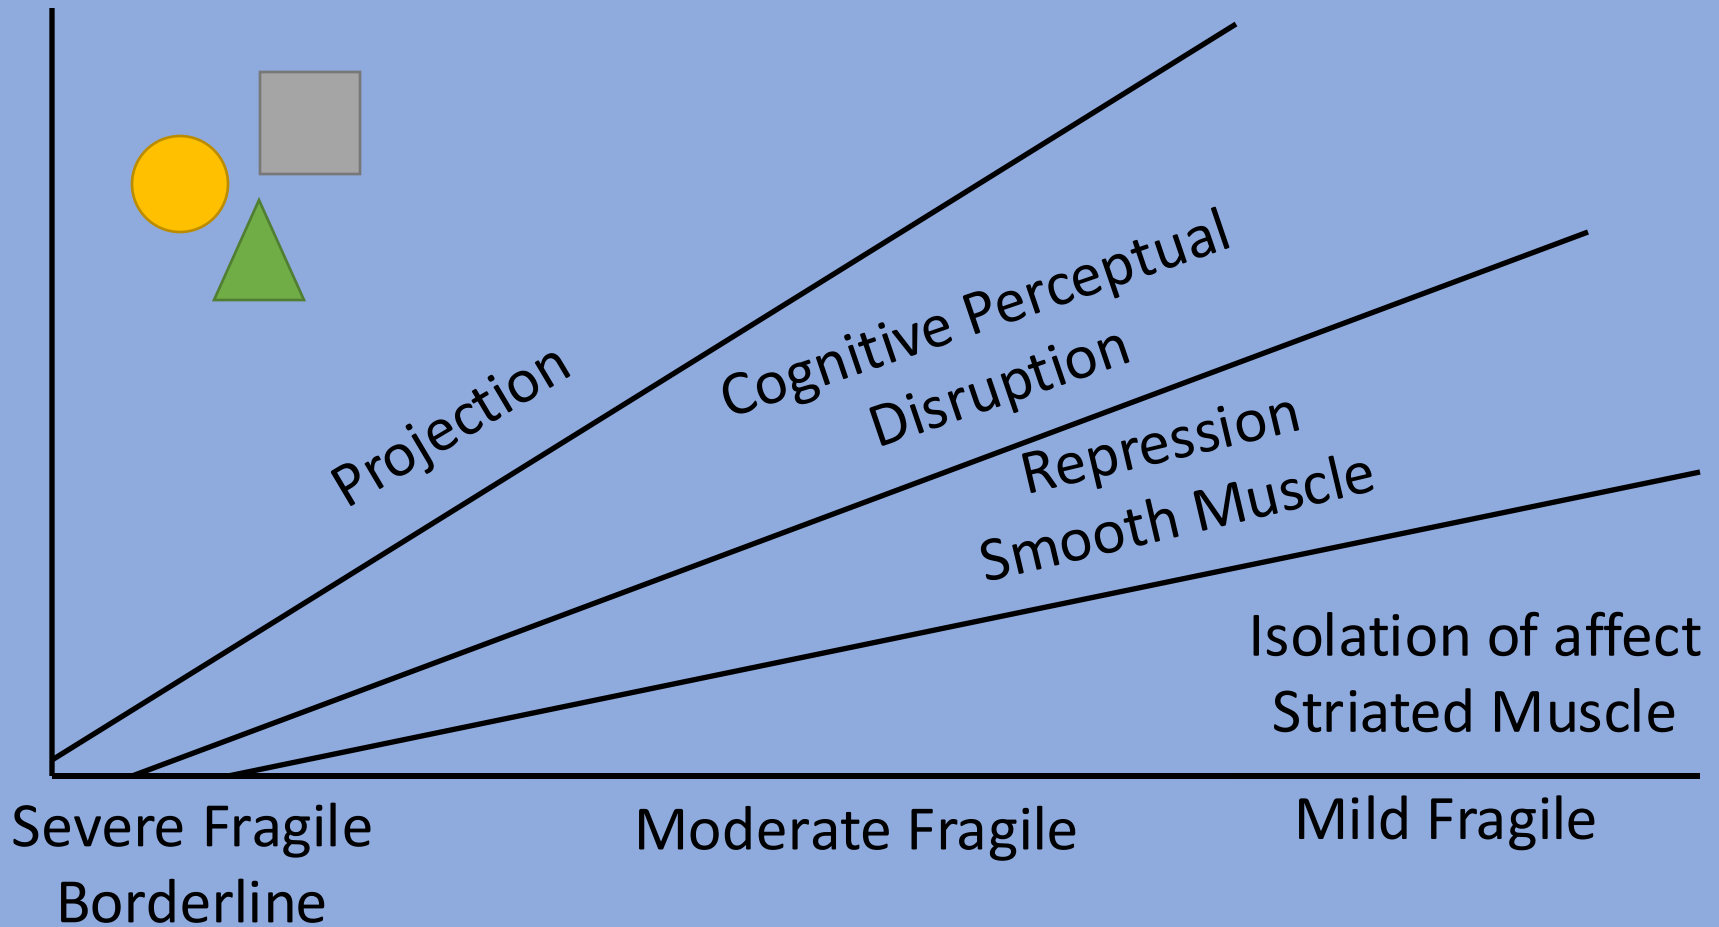 Projection
Cognitive Perceptual
Disruption
Repression
Smooth Muscle
Isolation of affect
Striated Muscle
Severe Fragile
Borderline
Moderate Fragile
Mild Fragile